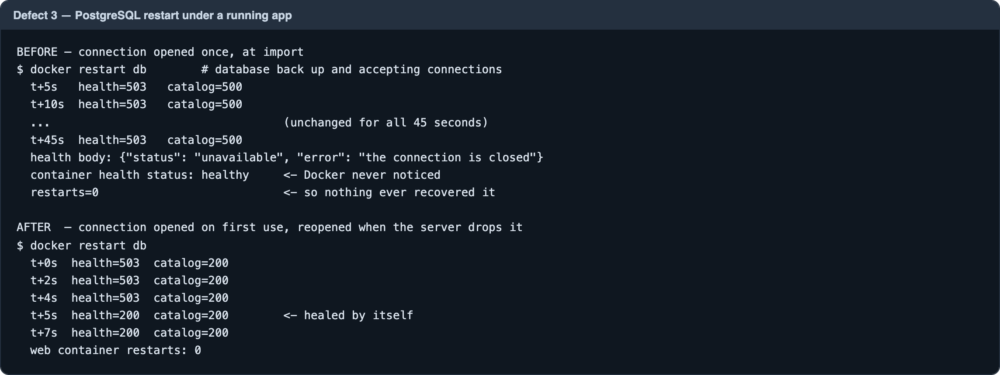 Defect 3 — PostgreSQL restart under a running app
BEFORE — connection opened once, at import
$ docker restart db        # database back up and accepting connections
  t+5s   health=503   catalog=500
  t+10s  health=503   catalog=500
  ...                                  (unchanged for all 45 seconds)
  t+45s  health=503   catalog=500
  health body: {"status": "unavailable", "error": "the connection is closed"}
  container health status: healthy     <— Docker never noticed
  restarts=0                           <— so nothing ever recovered it
AFTER  — connection opened on first use, reopened when the server drops it
$ docker restart db
  t+0s  health=503  catalog=200
  t+2s  health=503  catalog=200
  t+4s  health=503  catalog=200
  t+5s  health=200  catalog=200        <— healed by itself
  t+7s  health=200  catalog=200
  web container restarts: 0